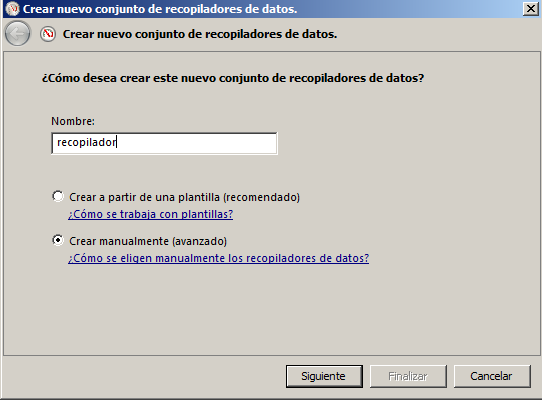 Crear nuevo conjunto de recopiladores de datos.
Crear nuevo conjunto de recopiladores de datos.
¿Cómo desea crear este nuevo conjunto de recopiladores de datos?
Nombre:
recopilador
Crear a partir de una plantilla (recomendado)
¿Cómo se trabaja con plantillas?
Crear manualmente (avanzado)
¿Cómo se eligen manualmente los recopiladores de datos?
Siguiente Finalizar Cancelar